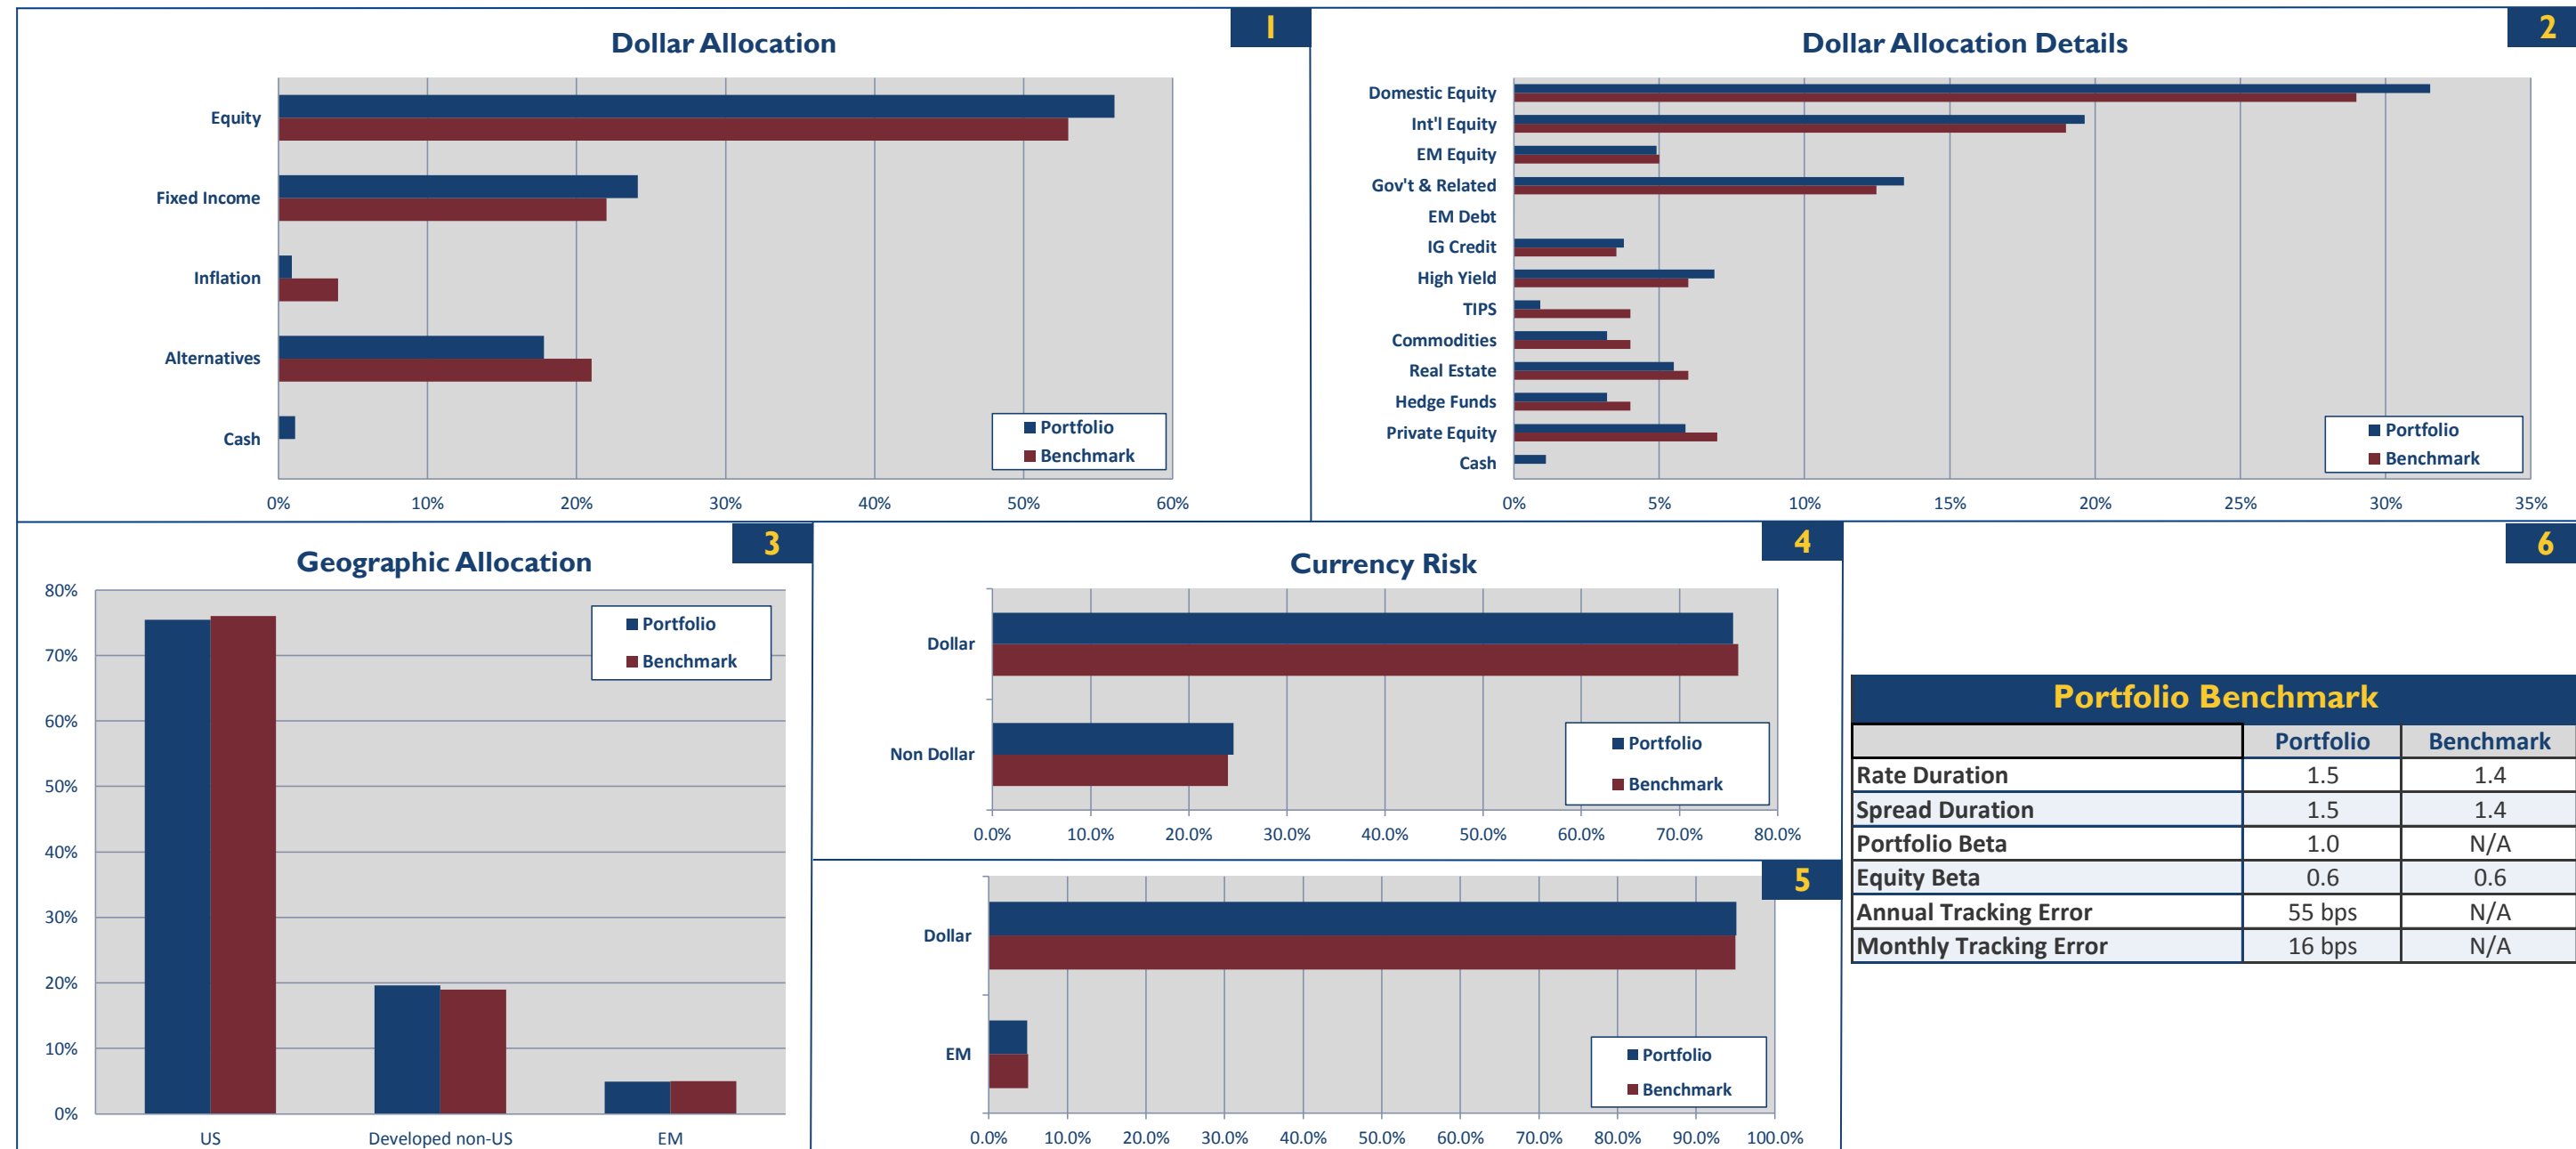 1
Dollar Allocation
Equity
Fixed Income
Inflation
Alternatives
Cash
Portfolio
Benchmark
0% 10% 20% 30% 40% 50% 60%
2
Dollar Allocation Details
Domestic Equity
Int'l Equity
EM Equity
Gov't & Related
EM Debt
IG Credit
High Yield
TIPS
Commodities
Real Estate
Hedge Funds
Private Equity
Cash
Portfolio
Benchmark
0% 5% 10% 15% 20% 25% 30% 35%
3
Geographic Allocation
80%
70%
60%
50%
40%
30%
20%
10%
0%
Portfolio
Benchmark
US Developed non-US EM
4
Currency Risk
Dollar
Non Dollar
Portfolio
Benchmark
0.0% 10.0% 20.0% 30.0% 40.0% 50.0% 60.0% 70.0% 80.0%
5
Dollar
EM
Portfolio
Benchmark
0.0% 10.0% 20.0% 30.0% 40.0% 50.0% 60.0% 70.0% 80.0% 90.0% 100.0%
6
Portfolio Benchmark
Portfolio Benchmark
Rate Duration 1.5 1.4
Spread Duration 1.5 1.4
Portfolio Beta 1.0 N/A
Equity Beta 0.6 0.6
Annual Tracking Error 55 bps N/A
Monthly Tracking Error 16 bps N/A